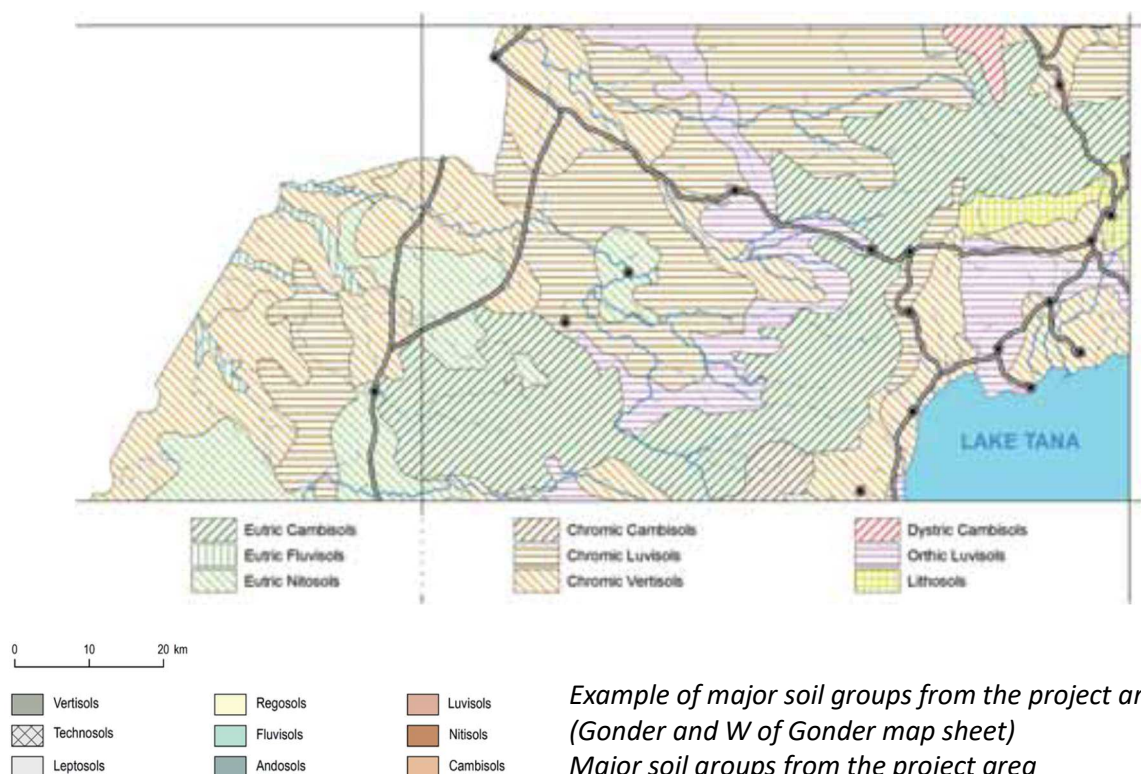 LAKE TANA
Eutric Cambisols
Eutric Fluvisols
Eutric Nitosols
Chromic Cambisols
Chromic Luvisols
Chromic Vertisols
Dystric Cambisols
Orthic Luvisols
Lithosols
0 10 20 km
Vertisols
Technosols
Leptosols
Regosols
Fluvisols
Andosols
Luvisols
Nitisols
Cambisols
Example of major soil groups from the project ar
(Gonder and W of Gonder map sheet)
Major soil groups from the project area